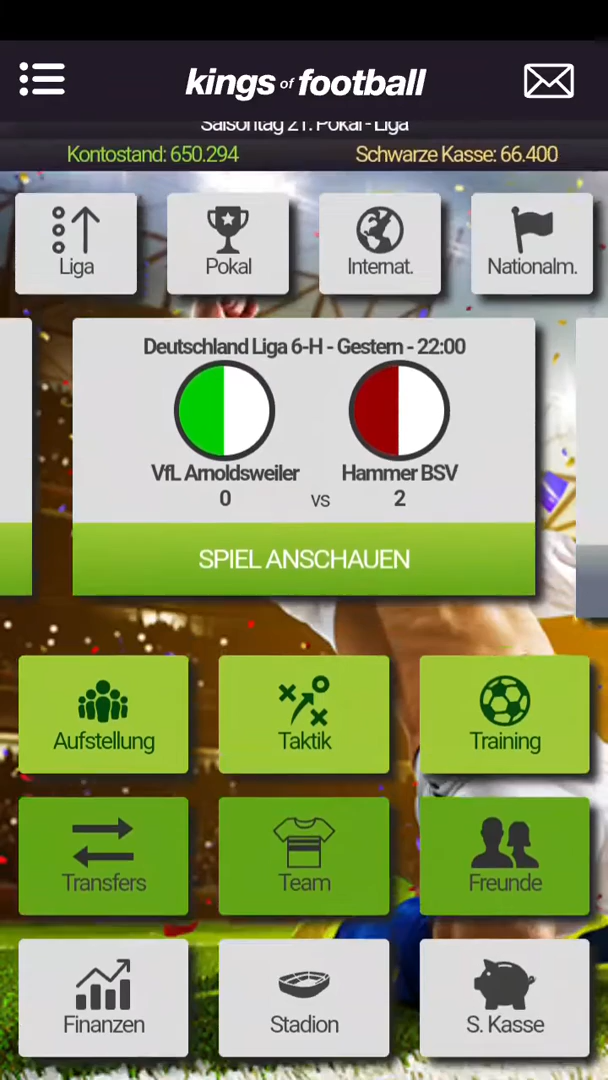 kings of football
Saisontag 21. Pokal - Liga
Kontostand: 650.294 Schwarze Kasse: 66.400
Liga Pokal Internat. Nationalm.
Deutschland Liga 6-H - Gestern - 22:00
VfL Arnoldsweiler Hammer BSV
0 vs 2
SPIEL ANSCHAUEN
Aufstellung Taktik Training
Transfers Team Freunde
Finanzen Stadion S. Kasse